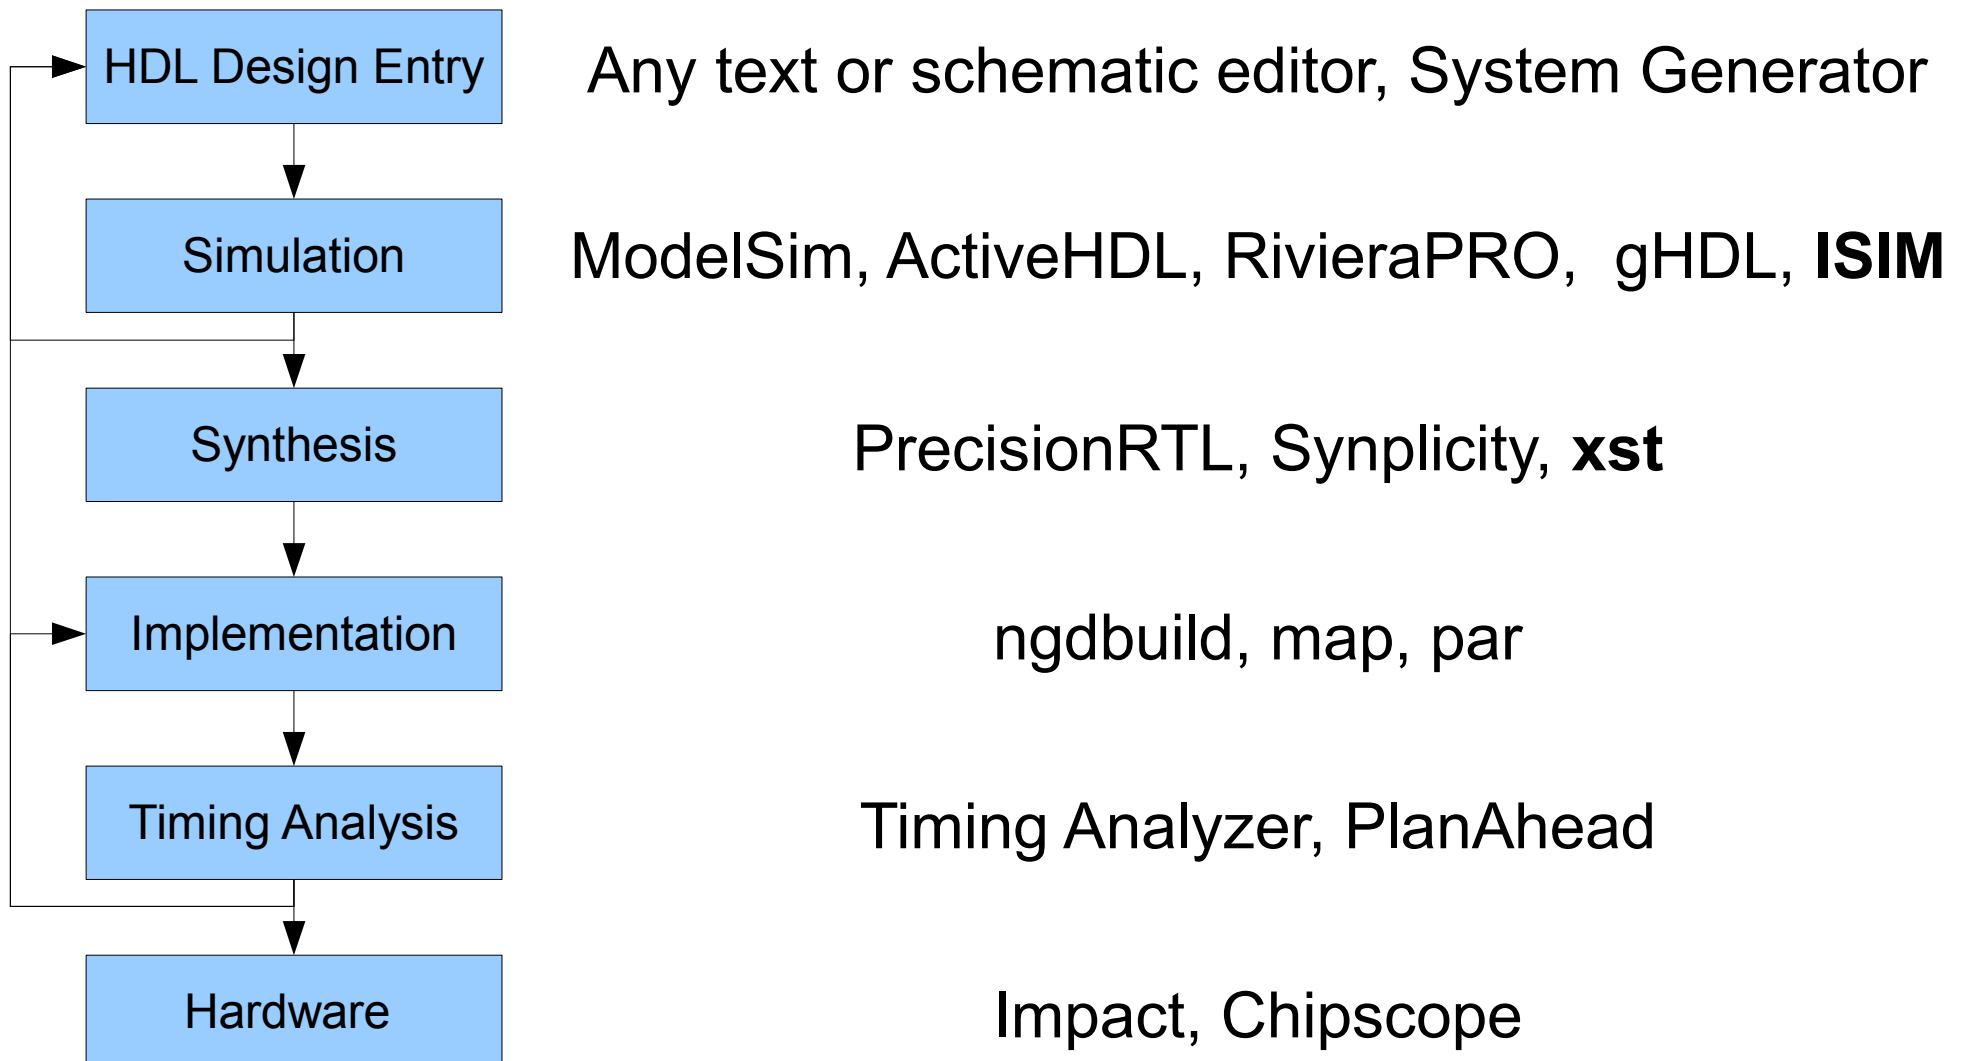 HDL Design Entry
Any text or schematic editor, System Generator
Simulation
ModelSim, ActiveHDL, RivieraPRO, gHDL, ISIM
Synthesis
PrecisionRTL, Synplicity, xst
Implementation
ngdbuild, map, par
Timing Analysis
Timing Analyzer, PlanAhead
Hardware
Impact, Chipscope